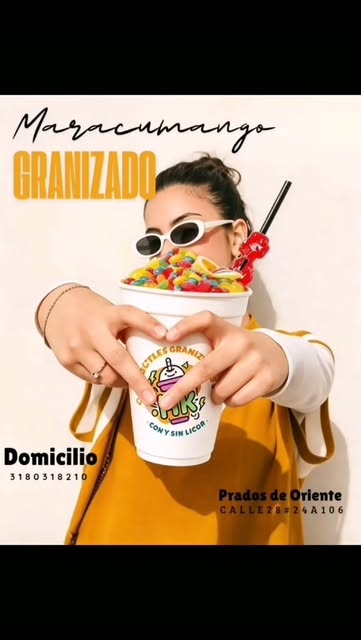 Maracumango
GRANIZADO
CON Y SIN LICOR
Domicilio
3180318210
Prados de Oriente
CALLE28#24A106